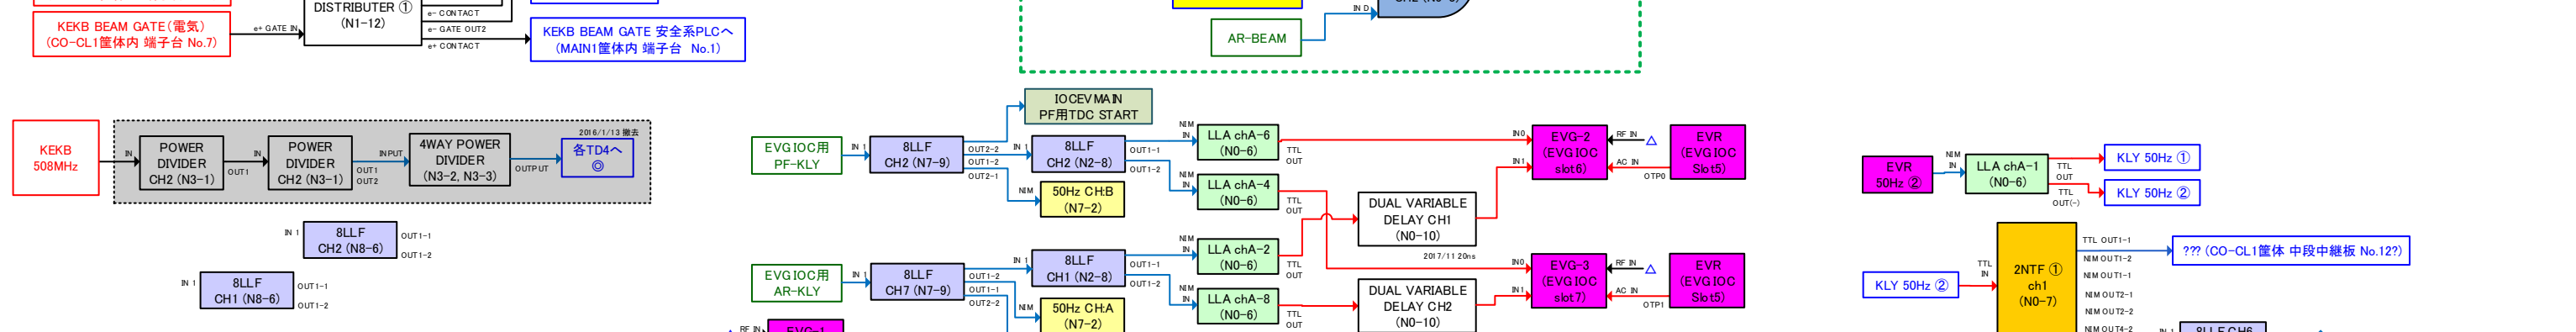 DISTRIBUTER ①
(N1-12)
KEKB BEAM GATE(電気)
(CO-CL1筐体内 端子台 No.7)
e+ GATE IN
e- CONTACT
e- GATE OUT2
e+ CONTACT
KEKB BEAM GATE 安全系PLCへ
(MAIN1筐体内 端子台 No.1)
IN D
AR-BEAM
KEKB
508MHz
2016/1/13 撤去
IN
POWER
DIVIDER
CH2 (N3-1)
OUT1
IN
POWER
DIVIDER
CH2 (N3-1)
OUT1
OUT2
INPUT
4WAY POWER
DIVIDER
(N3-2, N3-3)
OUTPUT
各TD4へ
◎
IN 1
8LLF
CH2 (N8-6)
OUT1-1
OUT1-2
IN 1
8LLF
CH1 (N8-6)
OUT1-1
OUT1-2
IOCEVMAIN
PF用TDC START
EVGIOC用
PF-KLY
IN 1
8LLF
CH2 (N7-9)
OUT2-2
OUT1-2
OUT2-1
IN 1
8LLF
CH2 (N2-8)
OUT1-1
OUT1-2
NIM
50Hz CH:B
(N7-2)
NIM
IN
LLA chA-6
(N0-6)
TTL
OUT
NIM
IN
LLA chA-4
(N0-6)
TTL
OUT
DUAL VARIABLE
DELAY CH1
(N0-10)
2017/11 20ns
IN0
IN1
EVG-2
(EVGIOC
slot6)
RF IN
AC IN
OTP0
EVR
(EVGIOC
Slot5)
EVGIOC用
AR-KLY
IN 1
8LLF
CH7 (N7-9)
OUT1-2
OUT1-1
OUT2-2
IN 1
8LLF
CH1 (N2-8)
OUT1-1
OUT1-2
NIM
50Hz CH:A
(N7-2)
NIM
IN
LLA chA-2
(N0-6)
TTL
OUT
NIM
IN
LLA chA-8
(N0-6)
TTL
OUT
DUAL VARIABLE
DELAY CH2
(N0-10)
IN0
IN1
EVG-3
(EVGIOC
slot7)
RF IN
AC IN
OTP1
EVR
(EVGIOC
Slot5)
RF IN
EVG-1
EVR
50Hz ②
NIM
IN
LLA chA-1
(N0-6)
TTL
OUT
TTL
OUT(-)
KLY 50Hz ①
KLY 50Hz ②
KLY 50Hz ②
TTL
IN
2NTF ①
ch1
(N0-7)
TTL OUT1-1
NIM OUT1-2
NIM OUT1-1
NIM OUT2-1
NIM OUT2-2
NIM OUT4-2
??? (CO-CL1筐体 中段中継板 No.12?)
IN 1
8LLF CH6